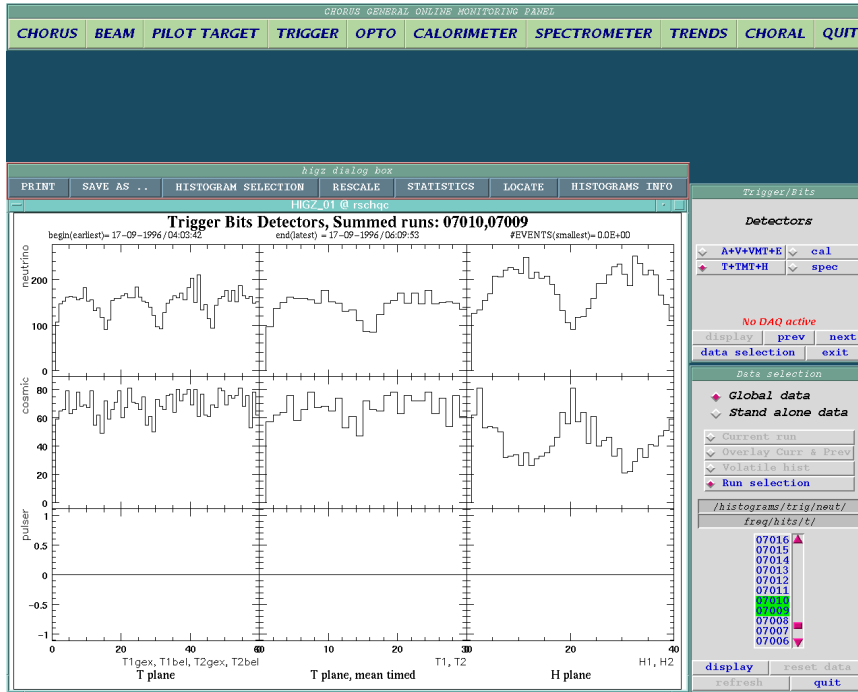 CHORUS GENERAL ONLINE MONITORING PANEL
CHORUS BEAM PILOT TARGET TRIGGER OPTO CALORIMETER SPECTROMETER TRENDS CHORAL QUIT
higz dialog box
PRINT SAVE AS .. HISTOGRAM SELECTION RESCALE STATISTICS LOCATE HISTOGRAMS INFO
HIGZ_01 @ rschqc
Trigger Bits Detectors, Summed runs: 07010,07009
begin(earliest)= 17-09-1996/04:03:42 end(latest) = 17-09-1996/06:09:53 #EVENTS(smallest)= 0.0E+00
neutrino
200
100
0
cosmic
80
60
40
20
0
pulser
1
0.5
0
-0.5
-1
0 20 40 60 0 10 20 30 0 20 40
T1gex, T1bel, T2gex, T2bel T1, T2 H1, H2
T plane T plane, mean timed H plane
Trigger/Bits
Detectors
A+V+VMT+E cal
T+TMT+H spec
No DAQ active
display prev next
data selection exit
Data selection
Global data
Stand alone data
Current run
Overlay Curr & Prev
Volatile hist
Run selection
/histograms/trig/neut/
freq/hits/t/
07016
07015
07014
07013
07012
07011
07010
07009
07008
07007
07006
display reset data
refresh quit